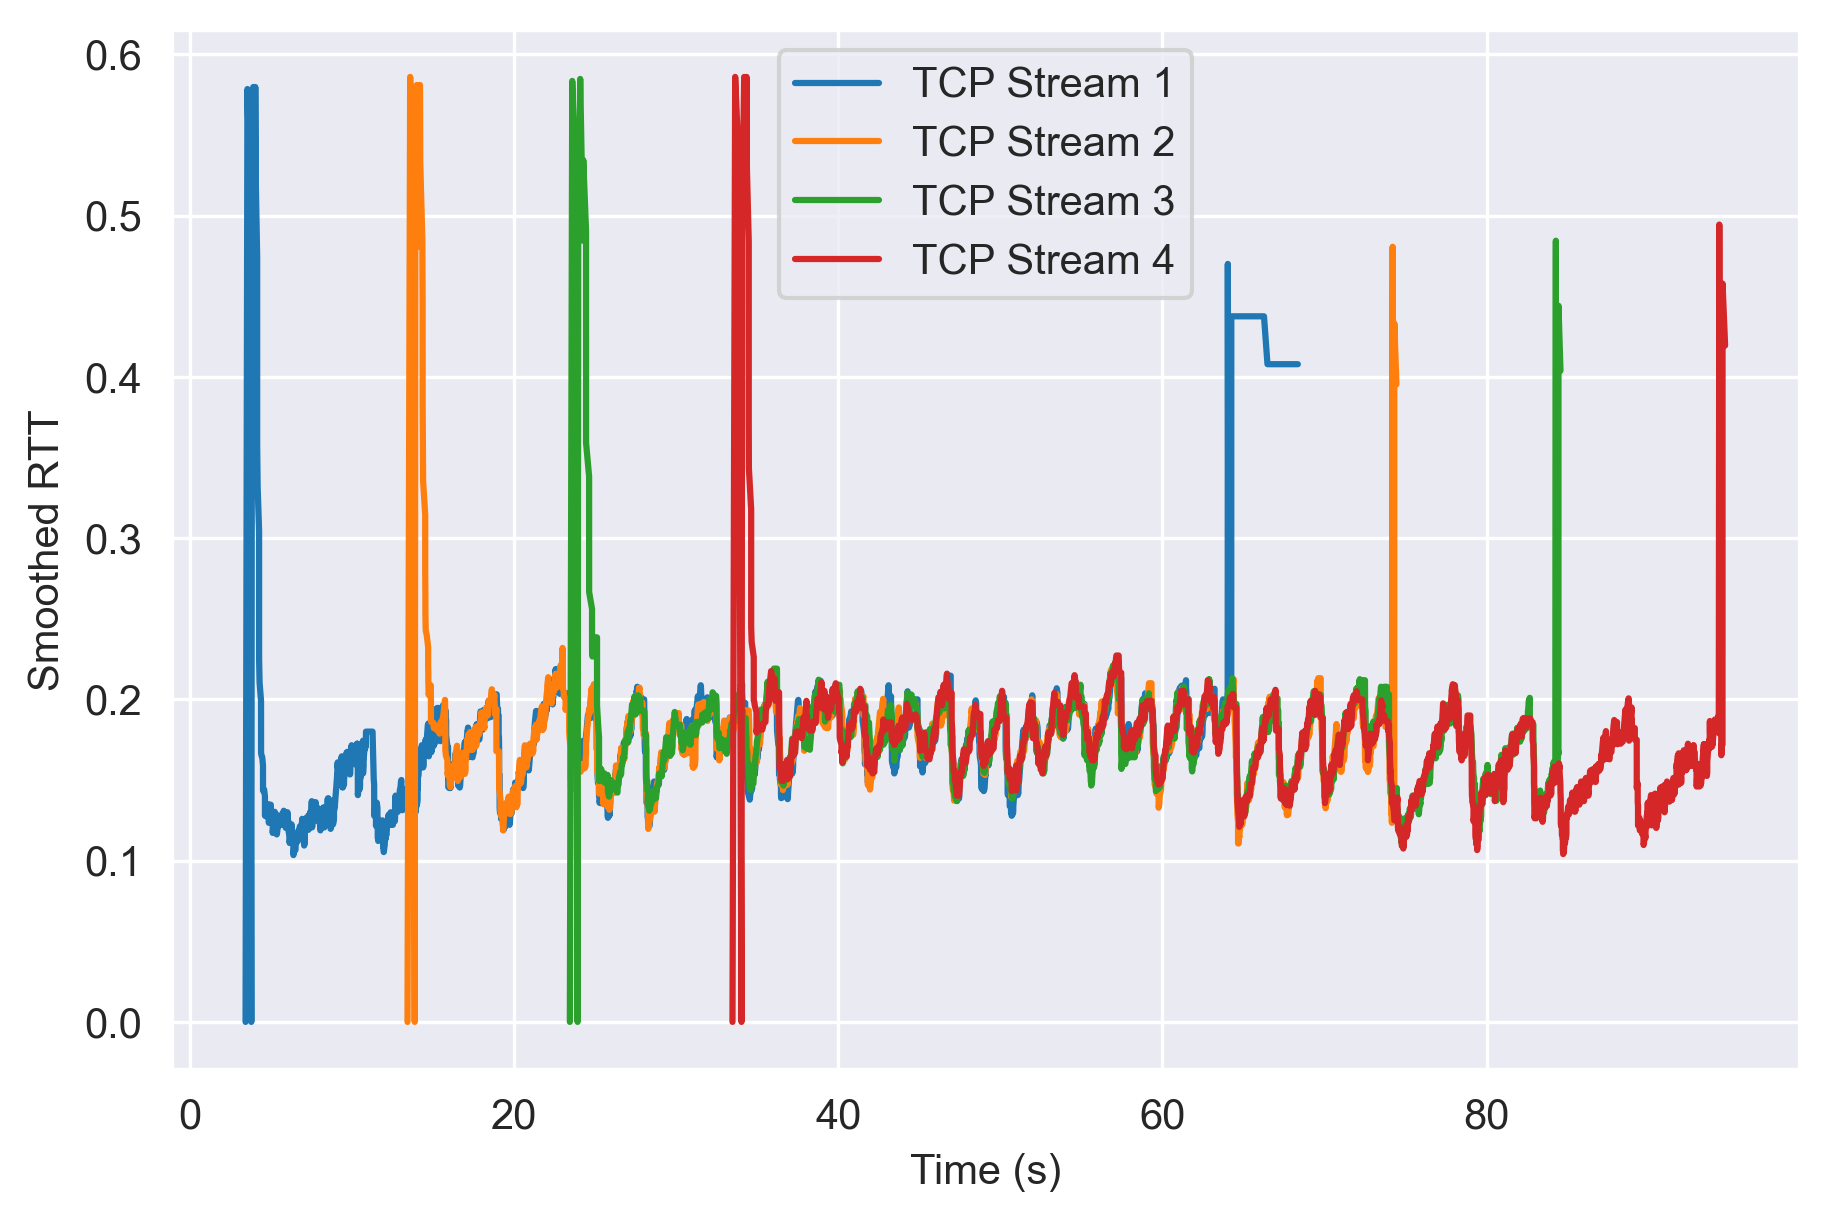 0.6
0.5
0.4
0.3
0.2
0.1
0.0
Smoothed RTT
TCP Stream 1
TCP Stream 2
TCP Stream 3
TCP Stream 4
0 20 40 60 80
Time (s)